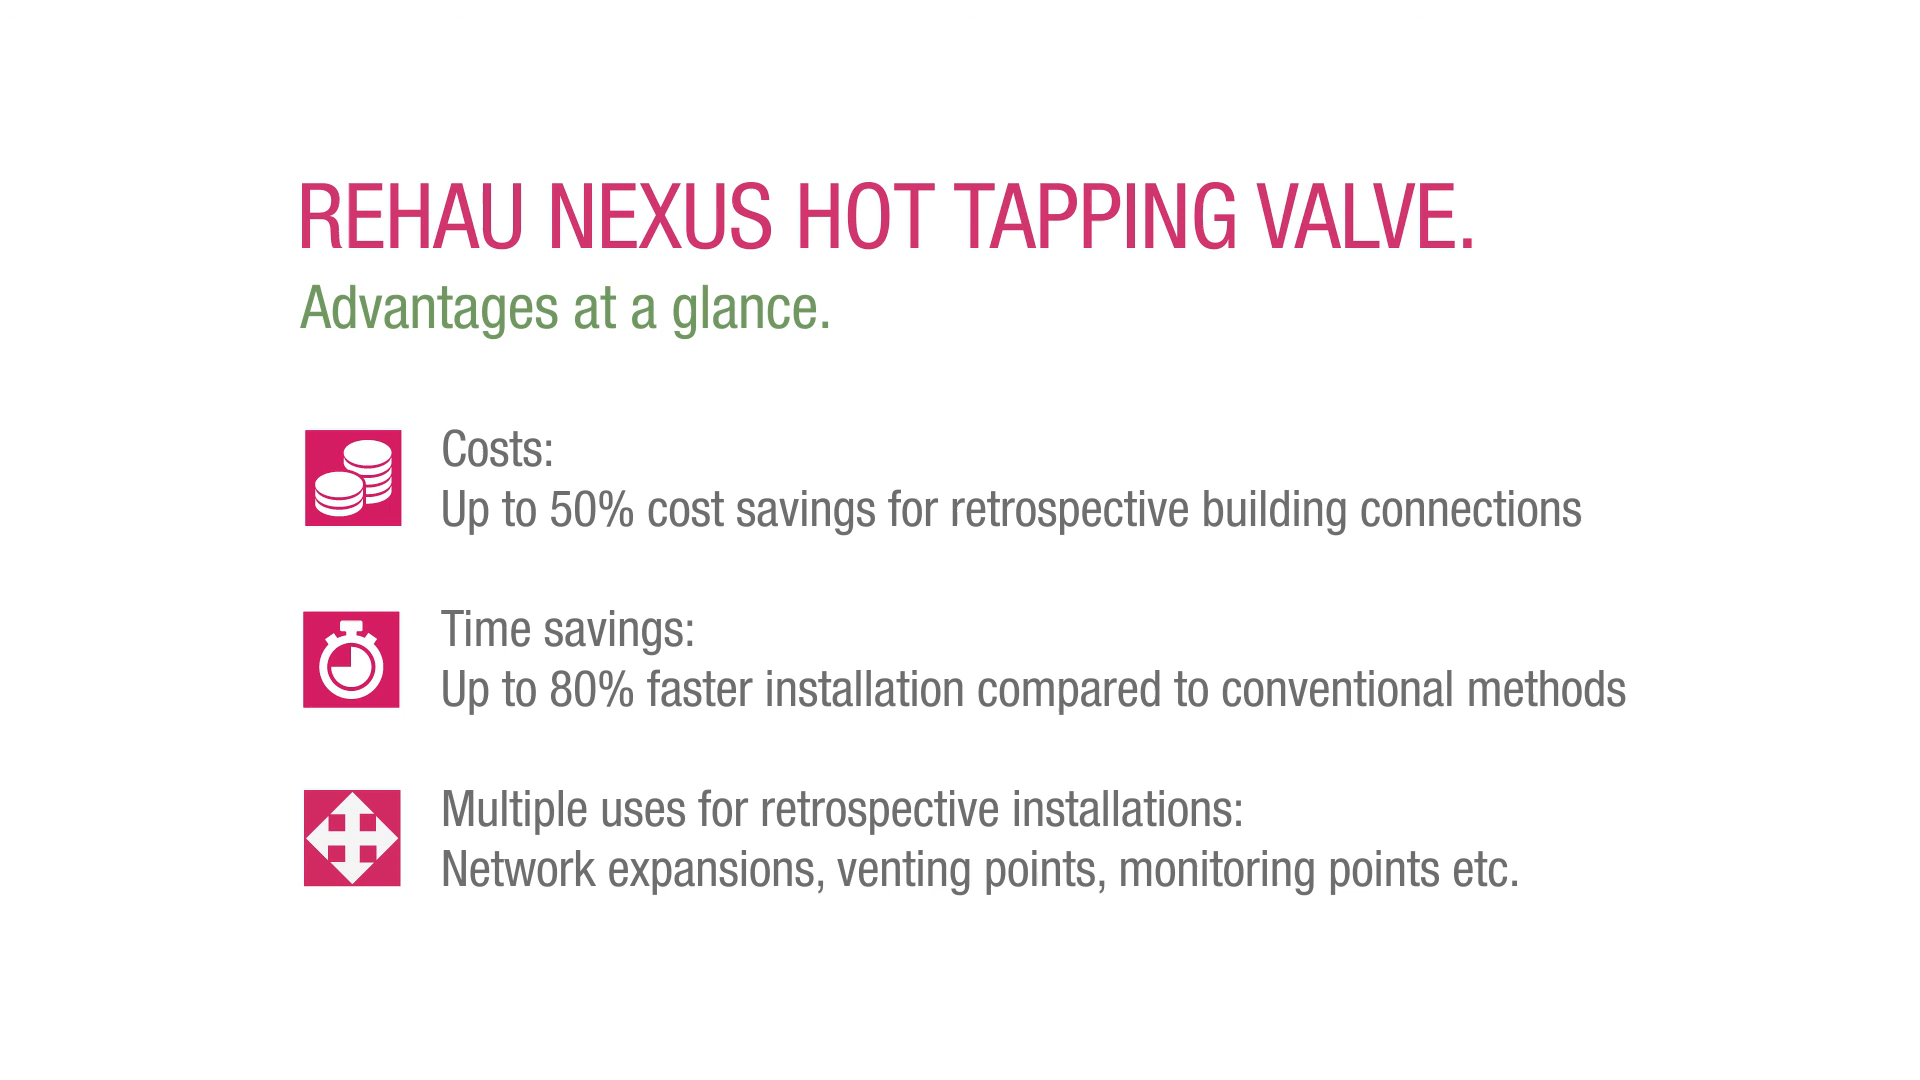 REHAU NEXUS HOT TAPPING VALVE.
Advantages at a glance.
Costs:
Up to 50% cost savings for retrospective building connections
Time savings:
Up to 80% faster installation compared to conventional methods
Multiple uses for retrospective installations:
Network expansions, venting points, monitoring points etc.